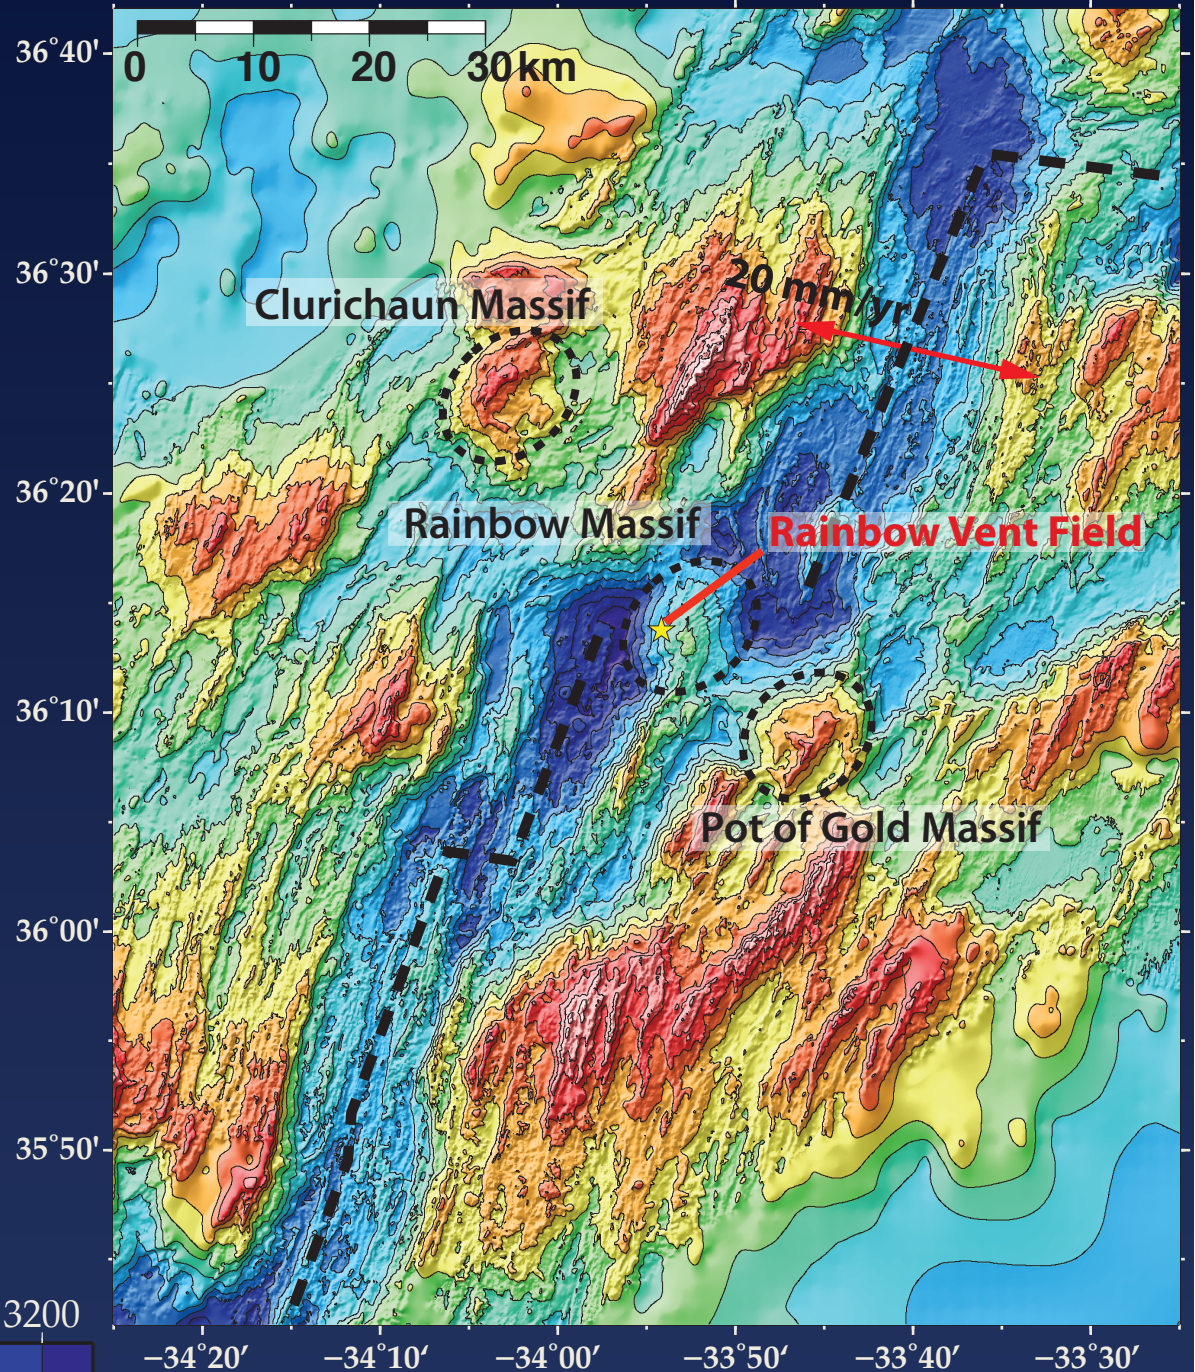 36°40'
0 10 20 30 km
36°30'
Clurichaun Massif
20 mm/yr
36°20'
Rainbow Massif
Rainbow Vent Field
36°10'
Pot of Gold Massif
36°00'
35°50'
3200
−34°20′ −34°10′ −34°00′ −33°50′ −33°40′ −33°30′